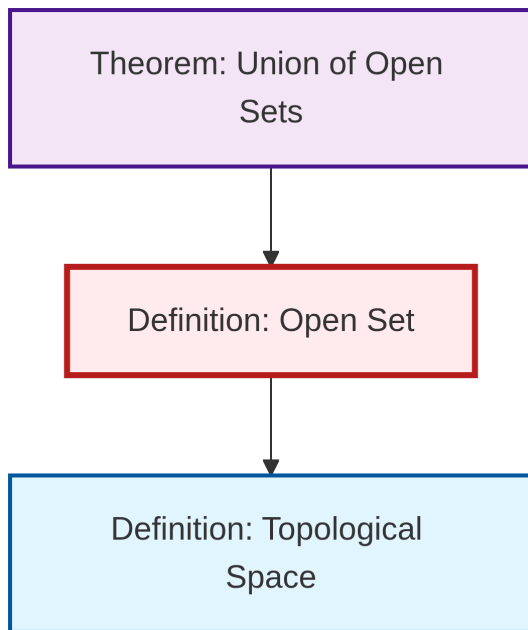 Theorem: Union of Open
Sets
Definition: Open Set
Definition: Topological
Space